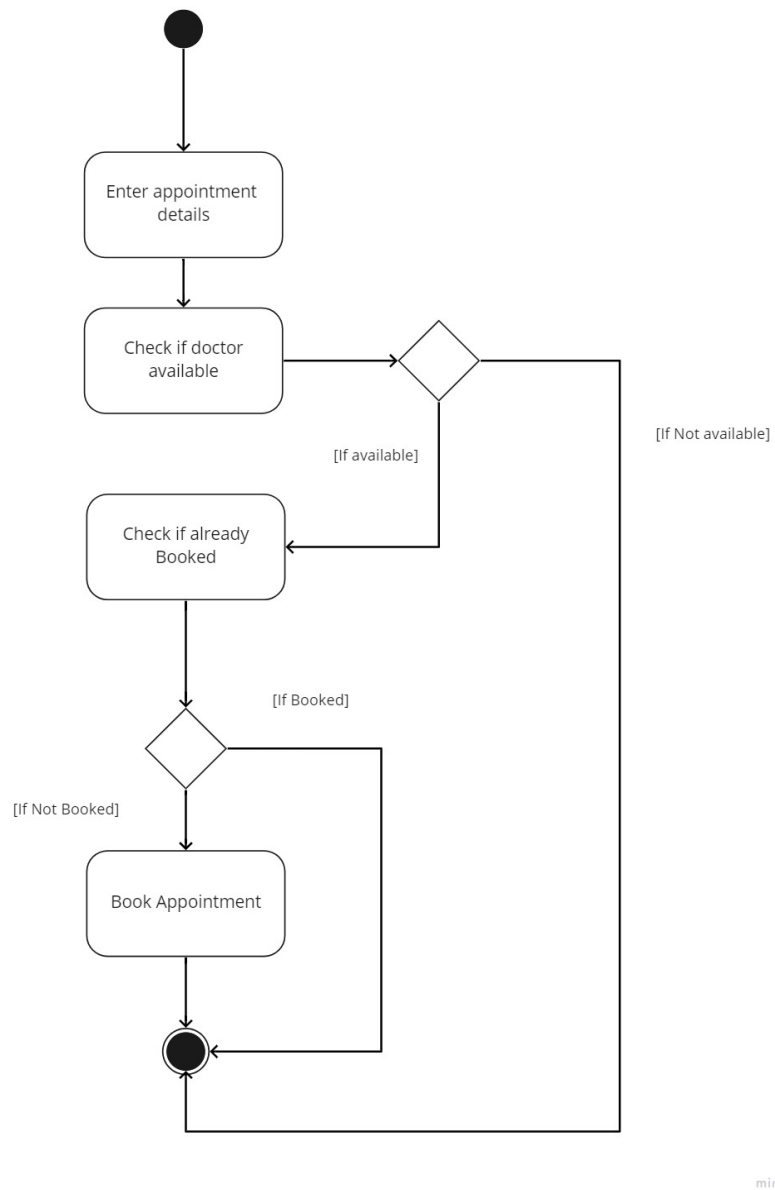 Enter appointment
details
Check if doctor
available
[If Not available]
[If available]
Check if already
Booked
[If Booked]
[If Not Booked]
Book Appointment